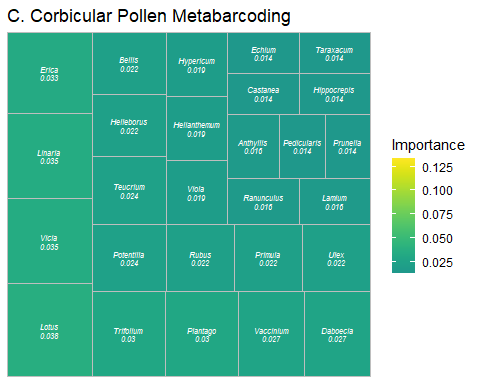 C. Corbicular Pollen Metabarcoding
Erica
0.033
Linaria
0.035
Vicia
0.035
Lotus
0.038
Bellis
0.022
Helleborus
0.022
Teucrium
0.024
Potentilla
0.024
Trifolium
0.03
Hypericum
0.019
Helianthemum
0.019
Viola
0.019
Rubus
0.022
Primula
0.022
Ulex
0.022
Plantago
0.03
Vaccinium
0.027
Daboecia
0.027
Echium
0.014
Taraxacum
0.014
Castanea
0.014
Hippocrepis
0.014
Anthyllis
0.016
Pedicularis
0.014
Prunella
0.014
Ranunculus
0.016
Lamium
0.016
Importance
0.125
0.100
0.075
0.050
0.025